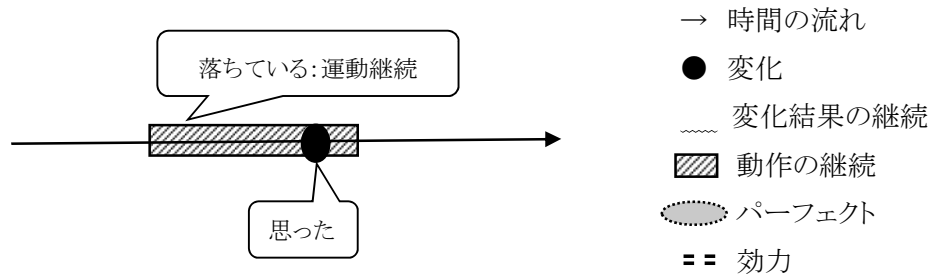 落ちている：運動継続
思った
→ 時間の流れ
● 変化
変化結果の継続
動作の継続
パーフェクト
効力